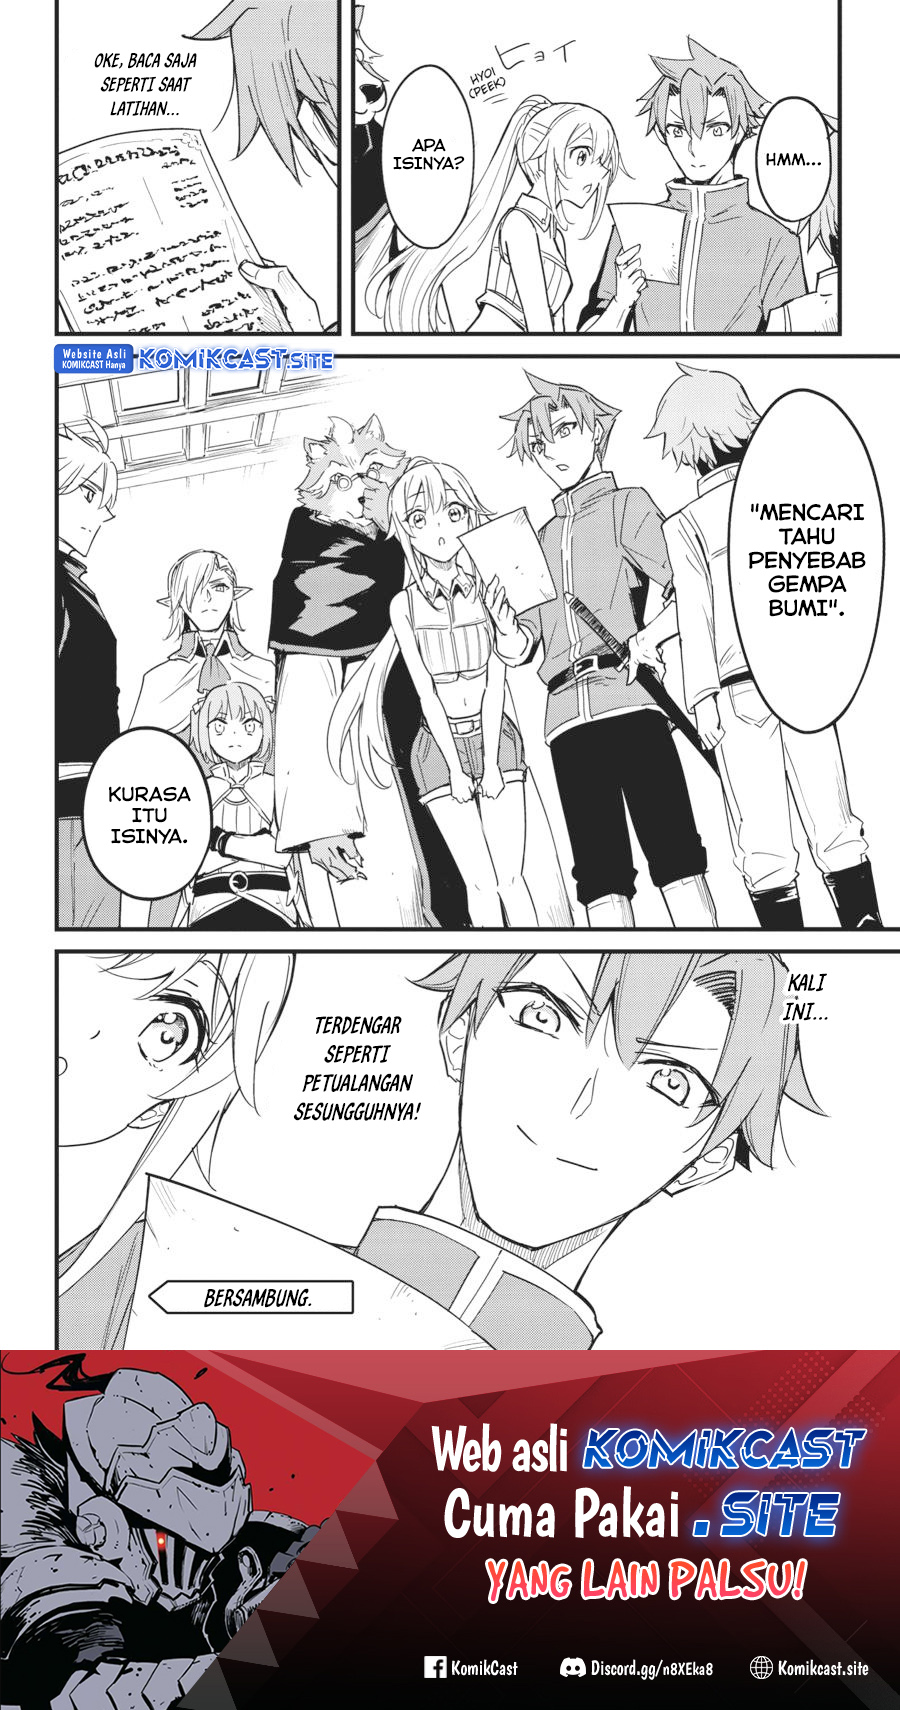 HMM...
ヒョイ
HYOI
(PEEK)
APA
ISINYA?
OKE, BACA SAJA
SEPERTI SAAT
LATIHAN...
Website Asli
KOMIKCAST Hanya
KOMIKCAST.SITE
"MENCARI
TAHU
PENYEBAB
GEMPA
BUMI".
KURASA
ITU
ISINYA.
KALI
INI...
TERDENGAR
SEPERTI
PETUALANGAN
SESUNGGUHNYA!
BERSAMBUNG.
Web asli KOMIKCAST
Cuma Pakai .SITE
YANG LAIN PALSU!
KomikCast
Discord.gg/n8XEka8
Komikcast.site